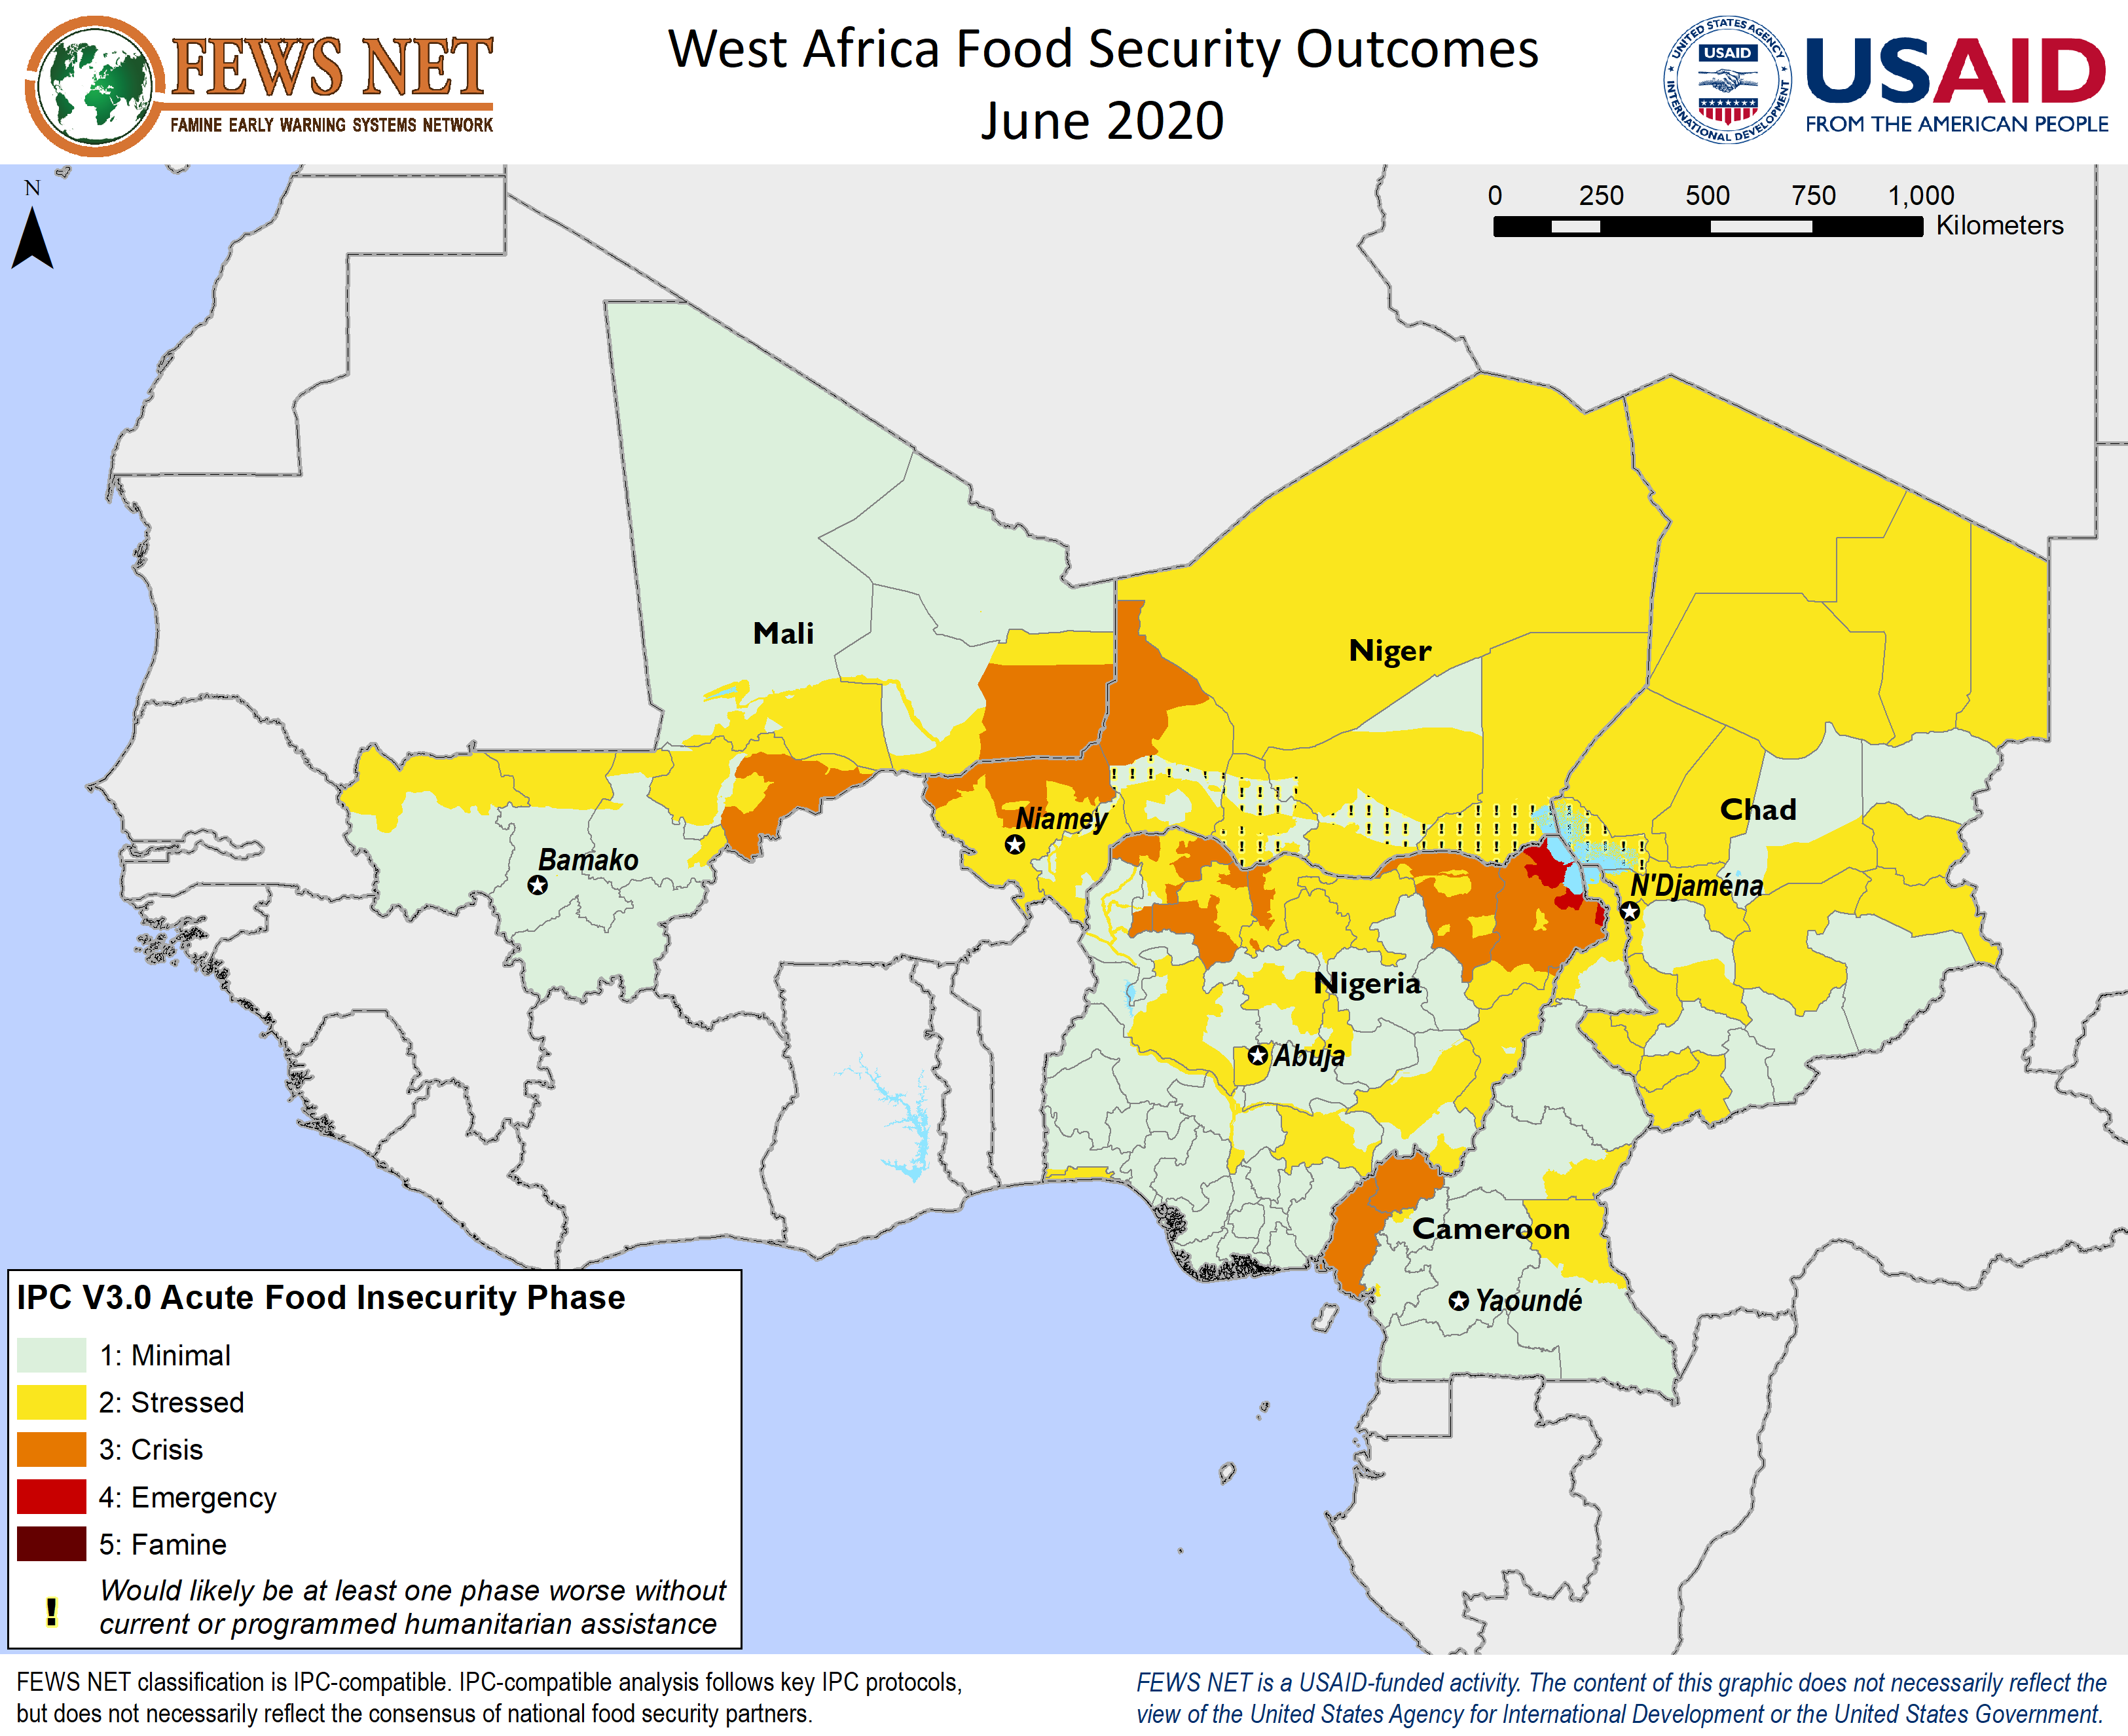 FEWS NET
FAMINE EARLY WARNING SYSTEMS NETWORK
West Africa Food Security Outcomes
June 2020
UNITED STATES AGENCY
USAID
INTERNATIONAL DEVELOPMENT
USAID
FROM THE AMERICAN PEOPLE
N
0 250 500 750 1,000
Kilometers
Mali
Niger
Chad
Niamey
Bamako
N'Djaména
Nigeria
Abuja
Cameroon
Yaoundé
IPC V3.0 Acute Food Insecurity Phase
1: Minimal
2: Stressed
3: Crisis
4: Emergency
5: Famine
! Would likely be at least one phase worse without
current or programmed humanitarian assistance
FEWS NET classification is IPC-compatible. IPC-compatible analysis follows key IPC protocols,
but does not necessarily reflect the consensus of national food security partners.
FEWS NET is a USAID-funded activity. The content of this graphic does not necessarily reflect the
view of the United States Agency for International Development or the United States Government.